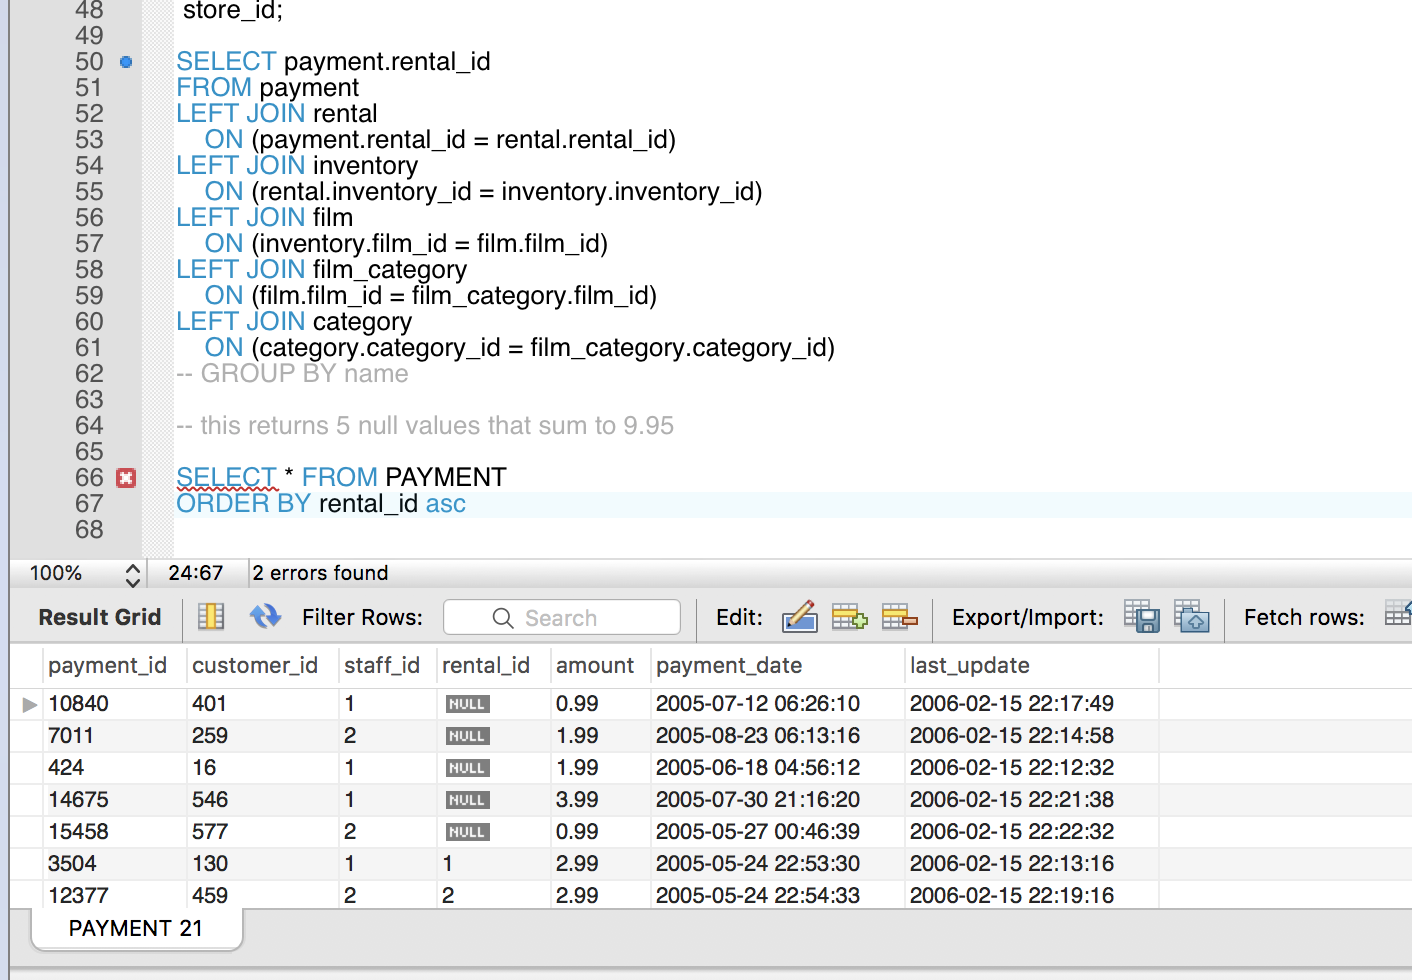 48 store_id;
49
50 SELECT payment.rental_id
51 FROM payment
52 LEFT JOIN rental
53 ON (payment.rental_id = rental.rental_id)
54 LEFT JOIN inventory
55 ON (rental.inventory_id = inventory.inventory_id)
56 LEFT JOIN film
57 ON (inventory.film_id = film.film_id)
58 LEFT JOIN film_category
59 ON (film.film_id = film_category.film_id)
60 LEFT JOIN category
61 ON (category.category_id = film_category.category_id)
62 -- GROUP BY name
63
64 -- this returns 5 null values that sum to 9.95
65
66 SELECT * FROM PAYMENT
67 ORDER BY rental_id asc
68
100% 24:67 2 errors found
Result Grid Filter Rows: Search Edit: Export/Import: Fetch rows:
payment_id customer_id staff_id rental_id amount payment_date last_update
10840 401 1 NULL 0.99 2005-07-12 06:26:10 2006-02-15 22:17:49
7011 259 2 NULL 1.99 2005-08-23 06:13:16 2006-02-15 22:14:58
424 16 1 NULL 1.99 2005-06-18 04:56:12 2006-02-15 22:12:32
14675 546 1 NULL 3.99 2005-07-30 21:16:20 2006-02-15 22:21:38
15458 577 2 NULL 0.99 2005-05-27 00:46:39 2006-02-15 22:22:32
3504 130 1 1 2.99 2005-05-24 22:53:30 2006-02-15 22:13:16
12377 459 2 2 2.99 2005-05-24 22:54:33 2006-02-15 22:19:16
PAYMENT 21